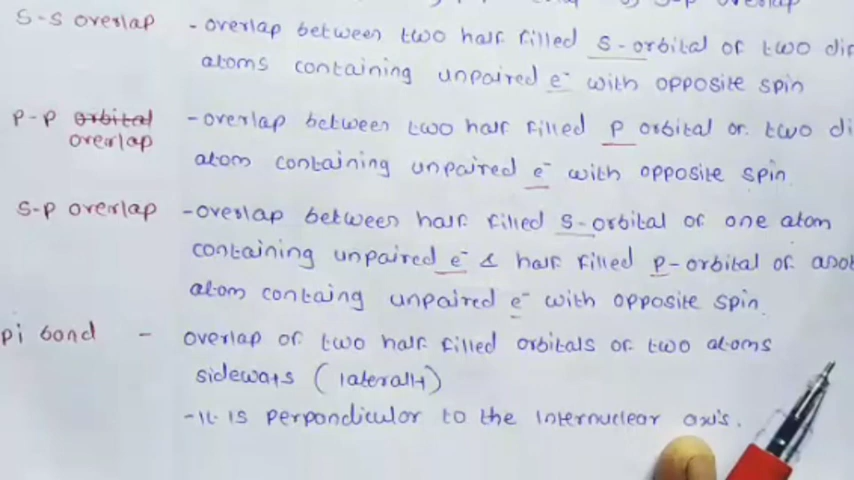 S-S overlap - overlap between two half filled S-orbital of two
atoms containing unpaired e⁻ with opposite spin
P-P orbital - overlap between two half filled P orbital of two
overlap atom containing unpaired e⁻ with opposite spin
S-P overlap - overlap between half filled S-orbital of one atom
containing unpaired e⁻ & half filled P-orbital of
atom containg unpaired e⁻ with opposite spin.
pi bond - overlap of two half filled orbitals of two atoms
sideways (laterally)
- It is perpondicular to the internuclear axis.